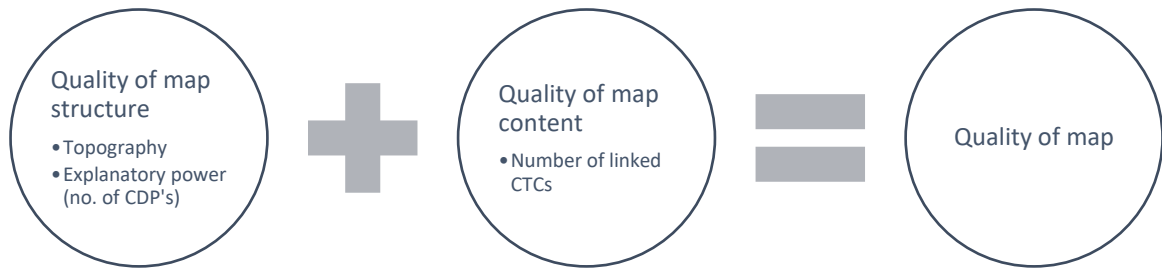 Quality of map
structure
•Topography
•Explanatory power
(no. of CDP's)
Quality of map
content
•Number of linked
CTCs
Quality of map